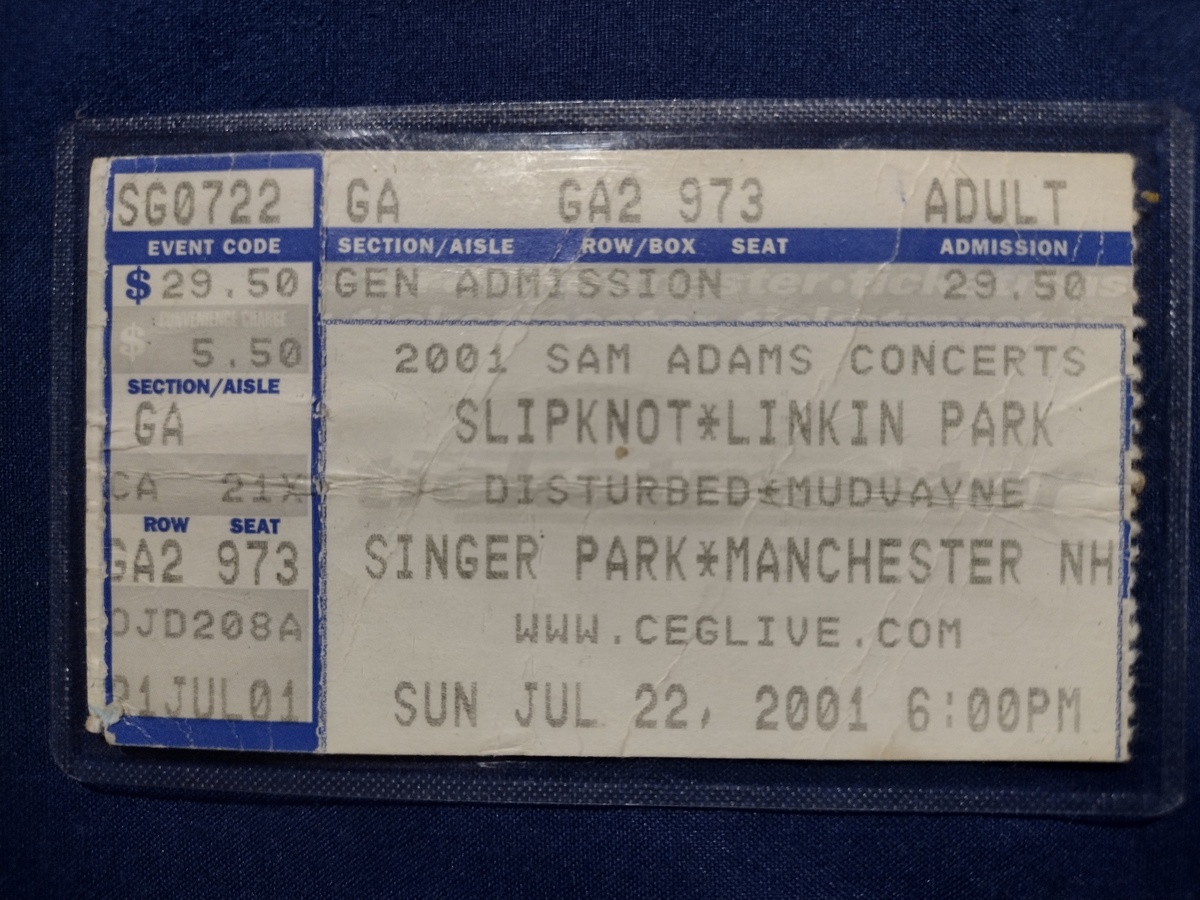 SG0722
EVENT CODE
$ 29.50
$ CONVENIENCE CHARGE
5.50
SECTION/AISLE
GA
CA 21X
ROW SEAT
GA2 973
DJD208A
21JUL01
GA GA2 973 ADULT
SECTION/AISLE ROW/BOX SEAT ADMISSION
GEN ADMISSION 29.50
2001 SAM ADAMS CONCERTS
SLIPKNOT*LINKIN PARK
DISTURBED*MUDVAYNE
SINGER PARK*MANCHESTER NH
WWW.CEGLIVE.COM
SUN JUL 22, 2001 6:00PM